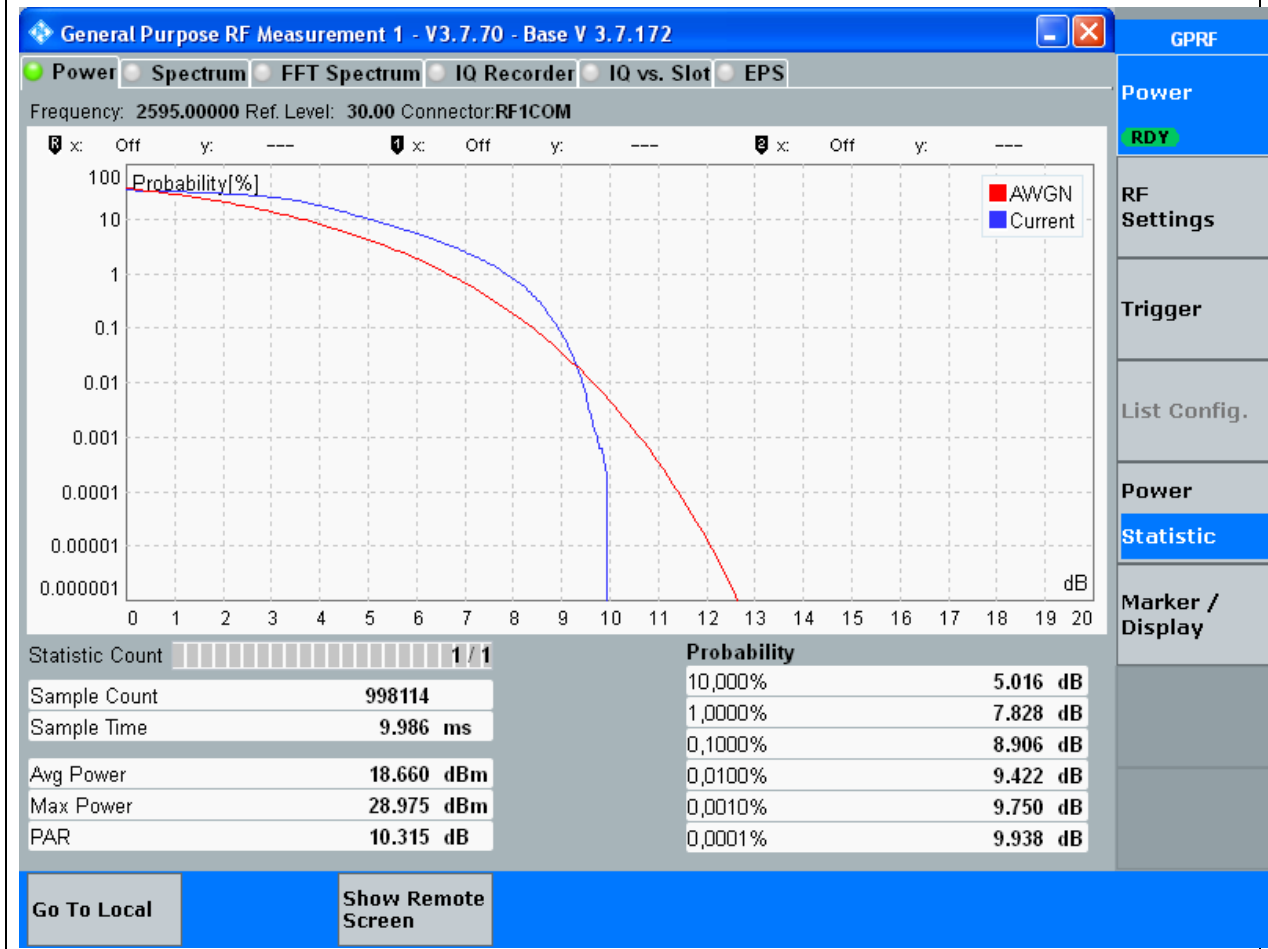 General Purpose RF Measurement 1 - V3.7.70 - Base V 3.7.172
GPRF
Power Spectrum FFT Spectrum IQ Recorder IQ vs. Slot EPS
Power
RDY
Frequency: 2595.00000 Ref. Level: 30.00 Connector:RF1COM
R x: Off y: --- 1 x: Off y: --- 2 x: Off y: ---
Probability[%]
AWGN
Current
100
10
1
0.1
0.01
0.001
0.0001
0.00001
0.000001
dB
0 1 2 3 4 5 6 7 8 9 10 11 12 13 14 15 16 17 18 19 20
RF Settings
Trigger
List Config.
Power
Statistic
Marker / Display
Statistic Count 1 / 1
Sample Count 998114
Sample Time 9.986 ms
Avg Power 18.660 dBm
Max Power 28.975 dBm
PAR 10.315 dB
Probability
10,000% 5.016 dB
1,0000% 7.828 dB
0,1000% 8.906 dB
0,0100% 9.422 dB
0,0010% 9.750 dB
0,0001% 9.938 dB
Go To Local
Show Remote Screen